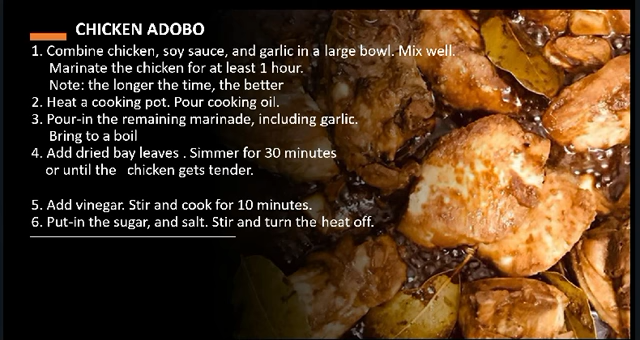 CHICKEN ADOBO
1. Combine chicken, soy sauce, and garlic in a large bowl. Mix well.
Marinate the chicken for at least 1 hour.
Note: the longer the time, the better
2. Heat a cooking pot. Pour cooking oil.
3. Pour-in the remaining marinade, including garlic.
Bring to a boil
4. Add dried bay leaves . Simmer for 30 minutes
or until the chicken gets tender.
5. Add vinegar. Stir and cook for 10 minutes.
6. Put-in the sugar, and salt. Stir and turn the heat off.